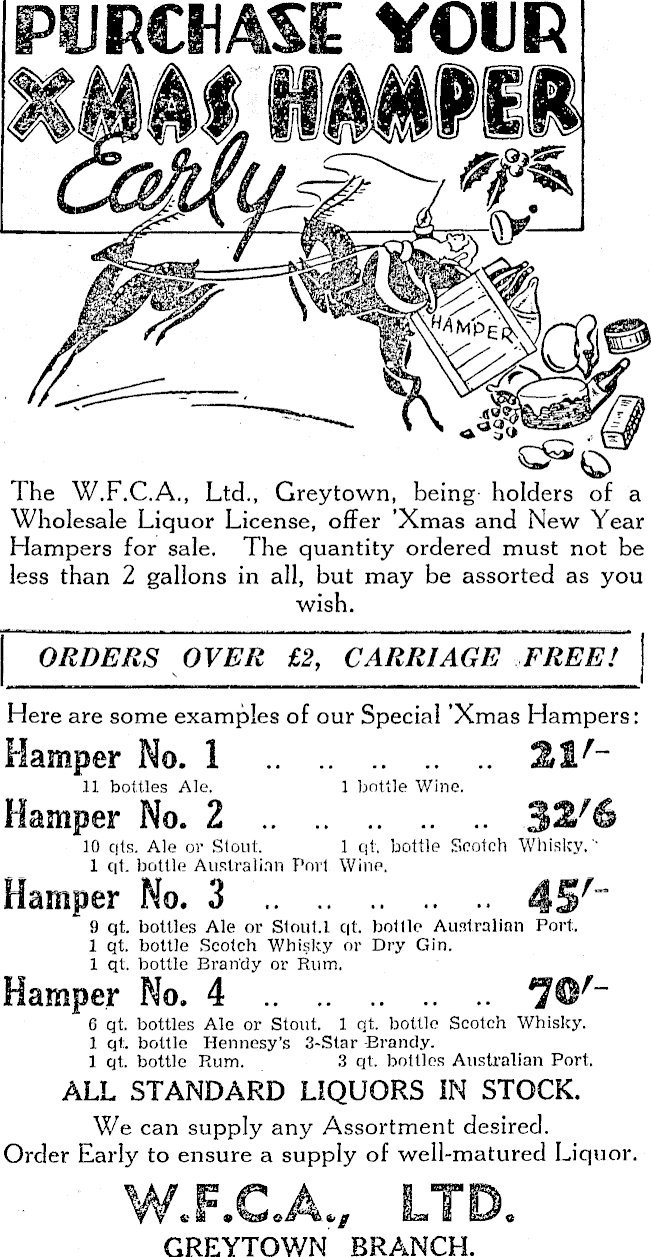 PURCHASE YOUR
XMAS HAMPER
Early
HAMPER
The W.F.C.A., Ltd., Greytown, being holders of a
Wholesale Liquor License, offer 'Xmas and New Year
Hampers for sale. The quantity ordered must not be
less than 2 gallons in all, but may be assorted as you
wish.
ORDERS OVER £2, CARRIAGE FREE!
Here are some examples of our Special 'Xmas Hampers:
Hamper No. 1 .. .. .. .. .. 21/-
11 bottles Ale. 1 bottle Wine.
Hamper No. 2 .. .. .. .. .. 32/6
10 qts. Ale or Stout. 1 qt. bottle Scotch Whisky.
1 qt. bottle Australian Port Wine.
Hamper No. 3 .. .. .. .. .. 45/-
9 qt. bottles Ale or Stout. 1 qt. bottle Australian Port.
1 qt. bottle Scotch Whisky or Dry Gin.
1 qt. bottle Brandy or Rum.
Hamper No. 4 .. .. .. .. .. 70/-
6 qt. bottles Ale or Stout. 1 qt. bottle Scotch Whisky.
1 qt. bottle Hennesy's 3-Star Brandy.
1 qt. bottle Rum. 3 qt. bottles Australian Port.
ALL STANDARD LIQUORS IN STOCK.
We can supply any Assortment desired.
Order Early to ensure a supply of well-matured Liquor.
W.F.C.A., LTD.
GREYTOWN BRANCH.